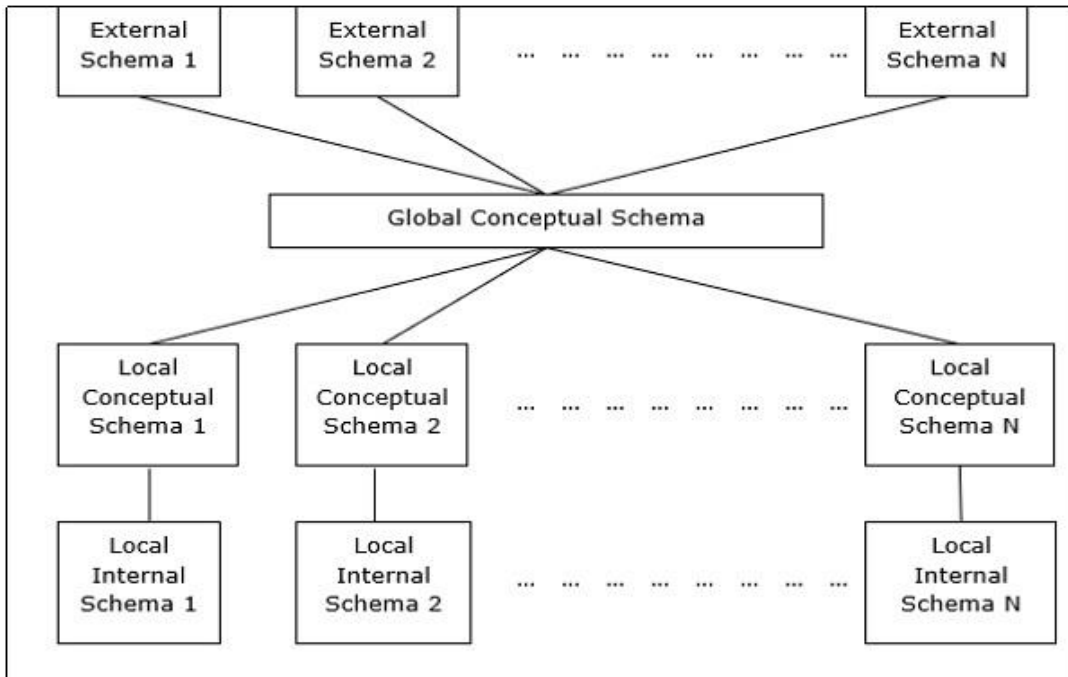 External
Schema 1
External
Schema 2
... ... ... ... ... ... ... ...
External
Schema N
Global Conceptual Schema
Local
Conceptual
Schema 1
Local
Conceptual
Schema 2
... ... ... ... ... ... ... ...
Local
Conceptual
Schema N
Local
Internal
Schema 1
Local
Internal
Schema 2
... ... ... ... ... ... ... ...
Local
Internal
Schema N